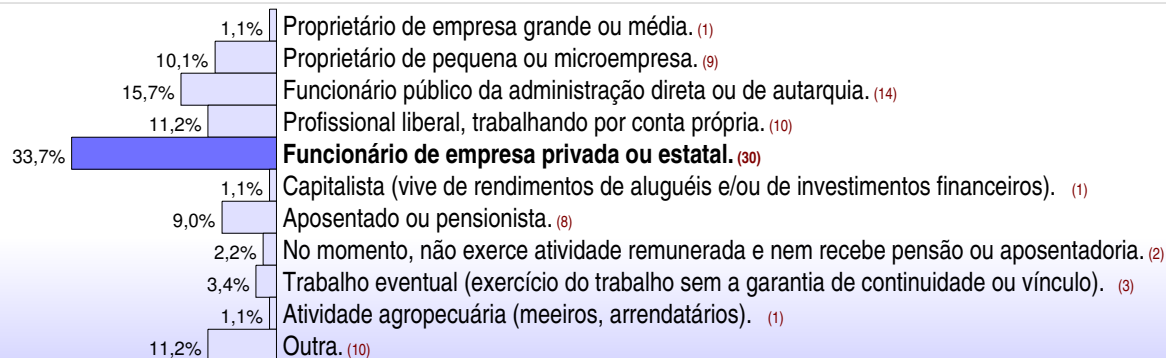 1,1% Proprietário de empresa grande ou média. (1)
10,1% Proprietário de pequena ou microempresa. (9)
15,7% Funcionário público da administração direta ou de autarquia. (14)
11,2% Profissional liberal, trabalhando por conta própria. (10)
33,7% Funcionário de empresa privada ou estatal. (30)
1,1% Capitalista (vive de rendimentos de aluguéis e/ou de investimentos financeiros). (1)
9,0% Aposentado ou pensionista. (8)
2,2% No momento, não exerce atividade remunerada e nem recebe pensão ou aposentadoria. (2)
3,4% Trabalho eventual (exercício do trabalho sem a garantia de continuidade ou vínculo). (3)
1,1% Atividade agropecuária (meeiros, arrendatários). (1)
11,2% Outra. (10)